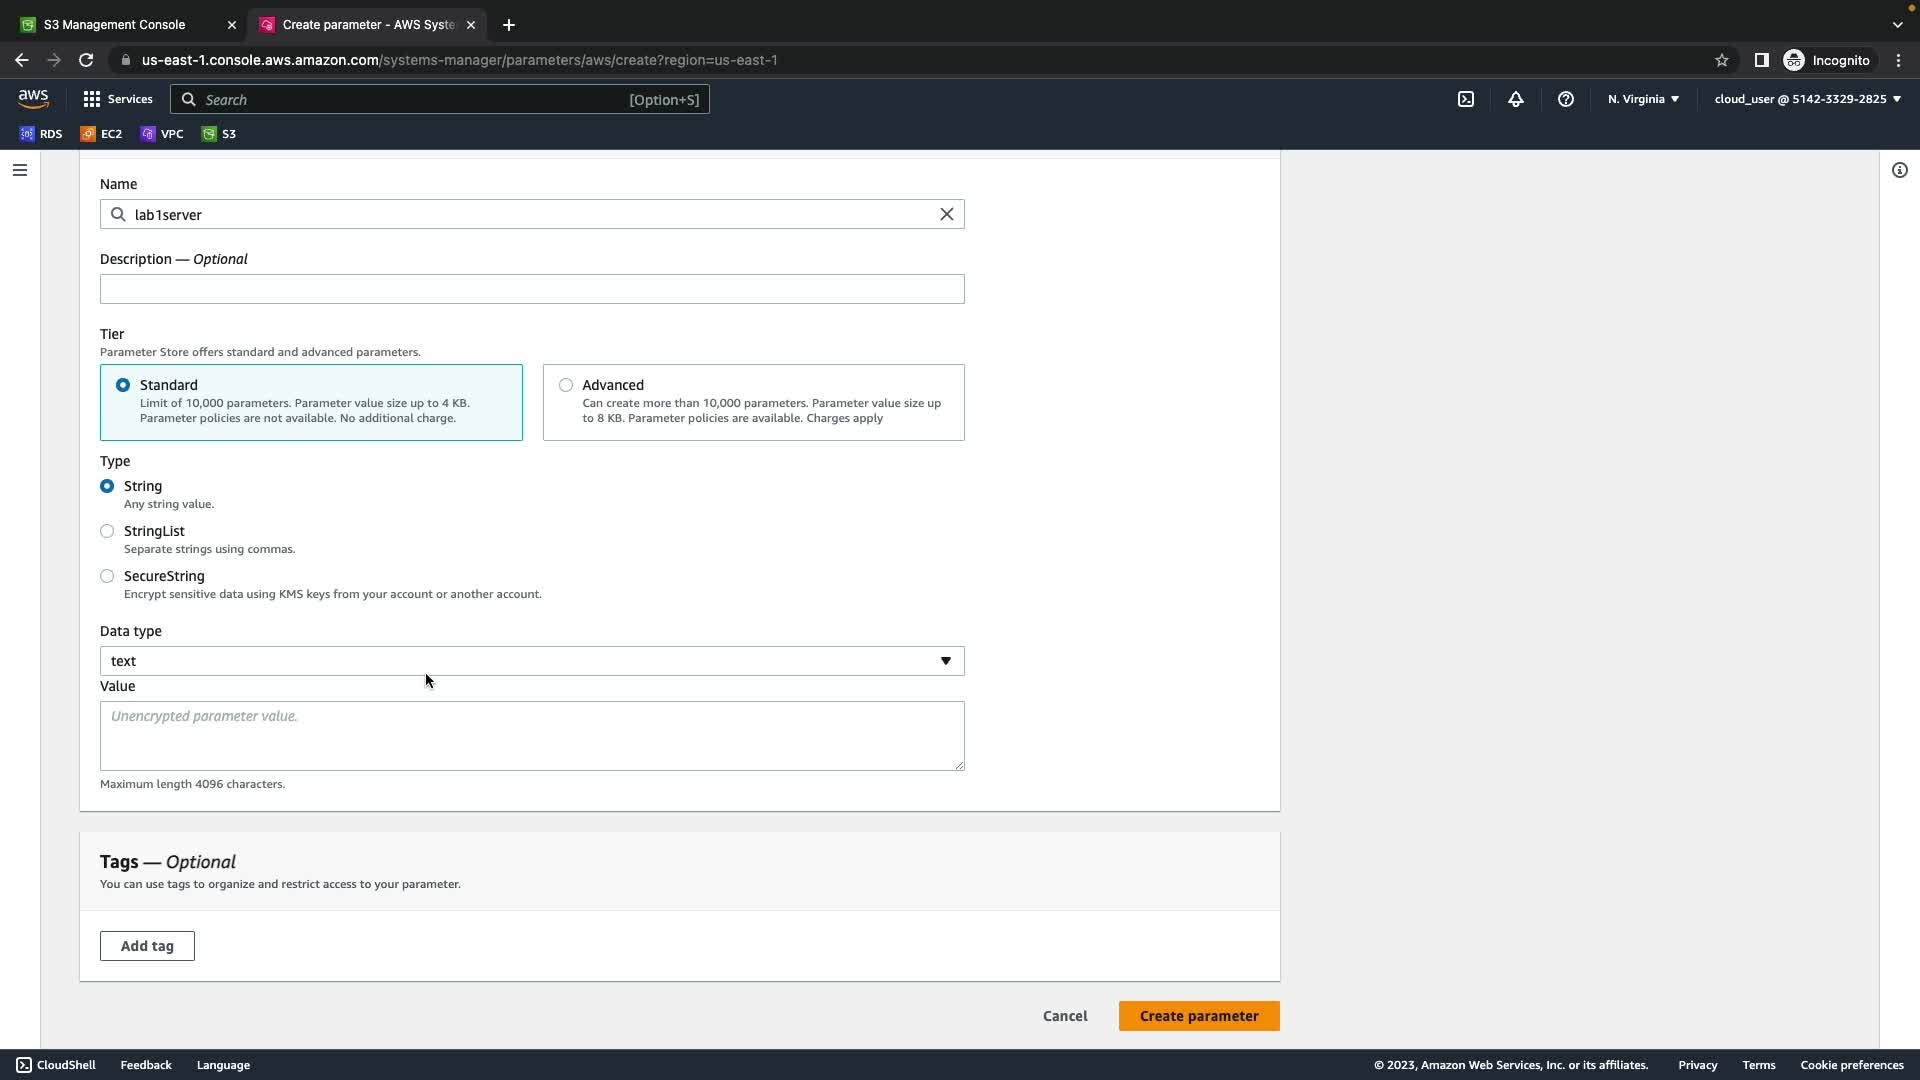 S3 Management Console
Create parameter - AWS Syste
us-east-1.console.aws.amazon.com/systems-manager/parameters/aws/create?region=us-east-1
Incognito
aws
Services
Search
[Option+S]
N. Virginia
cloud_user @ 5142-3329-2825
RDS
EC2
VPC
S3
Name
lab1server
Description — Optional
Tier
Parameter Store offers standard and advanced parameters.
Standard
Limit of 10,000 parameters. Parameter value size up to 4 KB.
Parameter policies are not available. No additional charge.
Advanced
Can create more than 10,000 parameters. Parameter value size up
to 8 KB. Parameter policies are available. Charges apply
Type
String
Any string value.
StringList
Separate strings using commas.
SecureString
Encrypt sensitive data using KMS keys from your account or another account.
Data type
text
Value
Unencrypted parameter value.
Maximum length 4096 characters.
Tags — Optional
You can use tags to organize and restrict access to your parameter.
Add tag
Cancel
Create parameter
CloudShell
Feedback
Language
© 2023, Amazon Web Services, Inc. or its affiliates.
Privacy
Terms
Cookie preferences